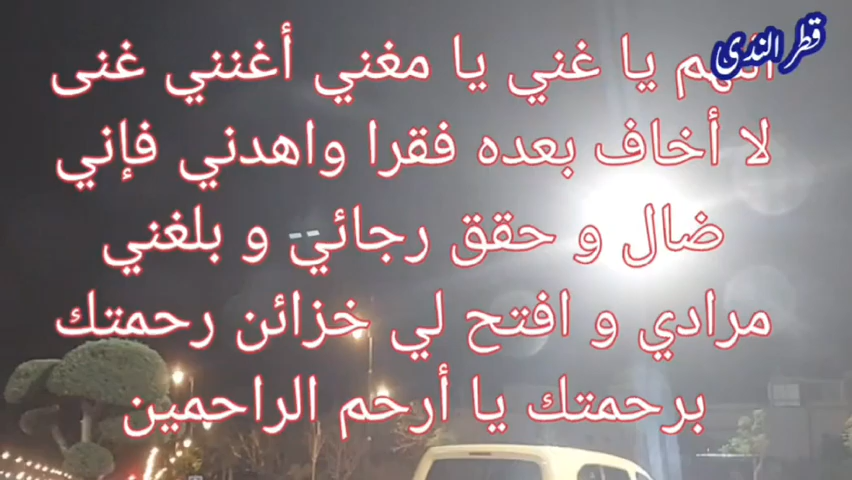 قطر الندى
اللهم يا غني يا مغني أغنني غنى
لا أخاف بعده فقرا واهدني فإني
ضال و حقق رجائي و بلغني
مرادي و افتح لي خزائن رحمتك
برحمتك يا أرحم الراحمين